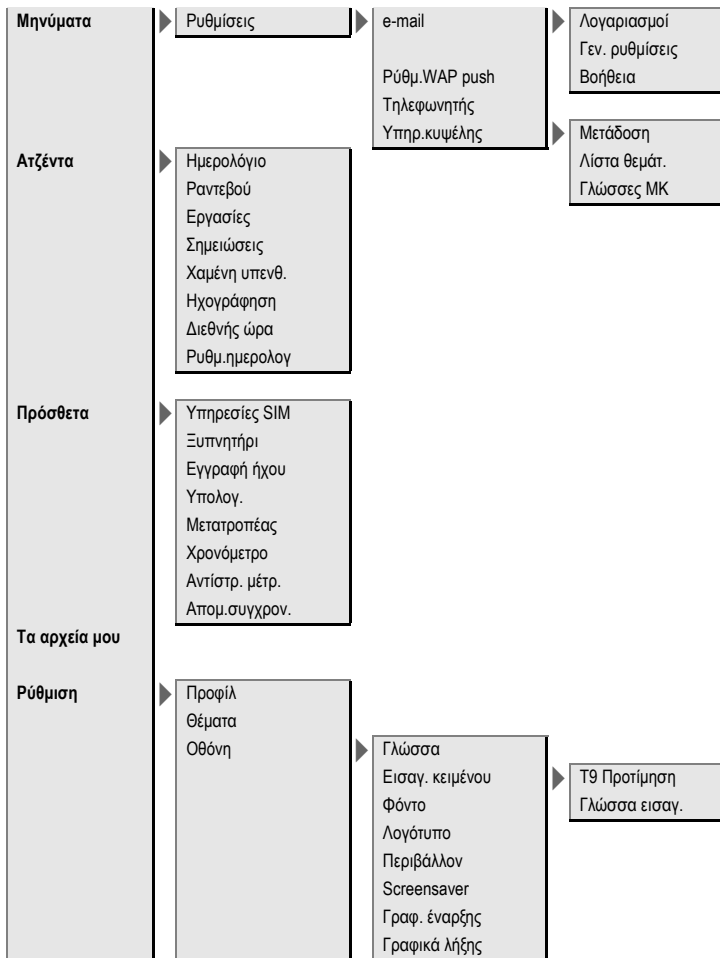 Μηνύματα
Ρυθμίσεις
e-mail
Λογαριασμοί
Γεν. ρυθμίσεις
Βοήθεια
Ρύθμ.WAP push
Τηλεφωνητής
Υπηρ.κυψέλης
Μετάδοση
Λίστα θεμάτ.
Γλώσσες ΜΚ
Ατζέντα
Ημερολόγιο
Ραντεβού
Εργασίες
Σημειώσεις
Χαμένη υπενθ.
Ηχογράφηση
Διεθνής ώρα
Ρυθμ.ημερολογ
Πρόσθετα
Υπηρεσίες SIM
Ξυπνητήρι
Εγγραφή ήχου
Υπολογ.
Μετατροπέας
Χρονόμετρο
Αντίστρ. μέτρ.
Απομ.συγχρον.
Τα αρχεία μου
Ρύθμιση
Προφίλ
Θέματα
Οθόνη
Γλώσσα
Εισαγ. κειμένου
T9 Προτίμηση
Γλώσσα εισαγ.
Φόντο
Λογότυπο
Περιβάλλον
Screensaver
Γραφ. έναρξης
Γραφικά λήξης